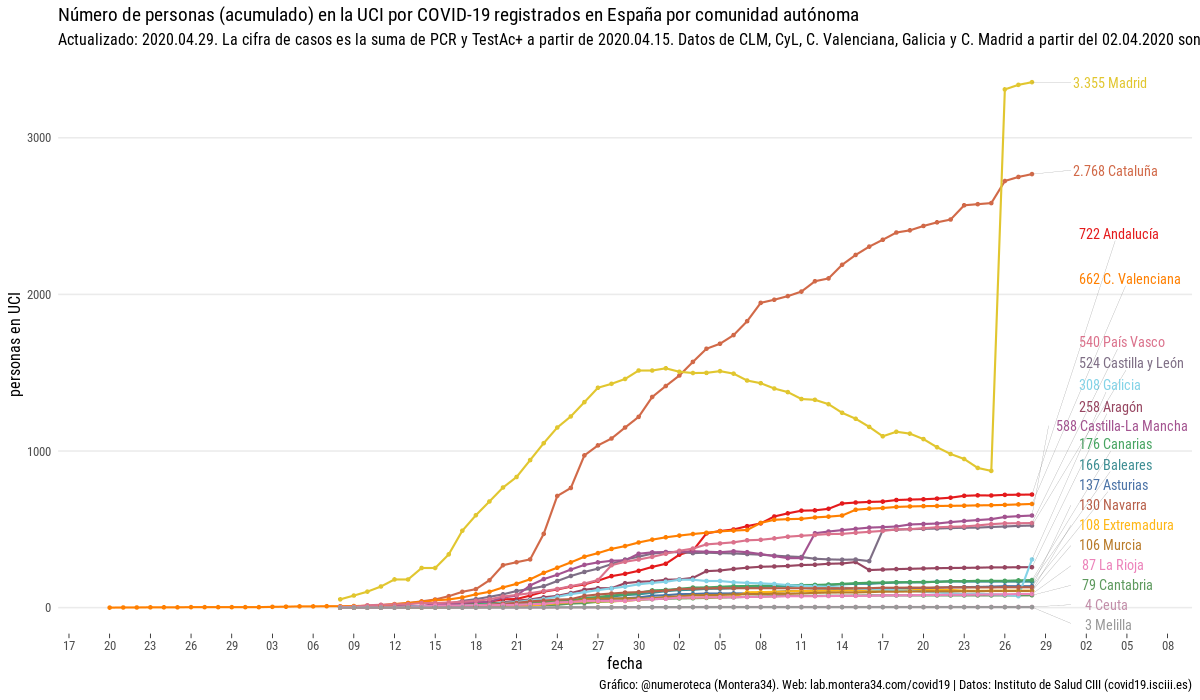 Número de personas (acumulado) en la UCI por COVID-19 registrados en España por comunidad autónoma
Actualizado: 2020.04.29. La cifra de casos es la suma de PCR y TestAc+ a partir de 2020.04.15. Datos de CLM, CyL, C. Valenciana, Galicia y C. Madrid a partir del 02.04.2020 son
personas en UCI
3000
2000
1000
0
3.355 Madrid
2.768 Cataluña
722 Andalucía
662 C. Valenciana
540 País Vasco
524 Castilla y León
308 Galicia
258 Aragón
588 Castilla-La Mancha
176 Canarias
166 Baleares
137 Asturias
130 Navarra
108 Extremadura
106 Murcia
87 La Rioja
79 Cantabria
4 Ceuta
3 Melilla
17 20 23 26 29 03 06 09 12 15 18 21 24 27 30 02 05 08 11 14 17 20 23 26 29 02 05 08
fecha
Gráfico: @numeroteca (Montera34). Web: lab.montera34.com/covid19 | Datos: Instituto de Salud CIII (covid19.isciii.es)